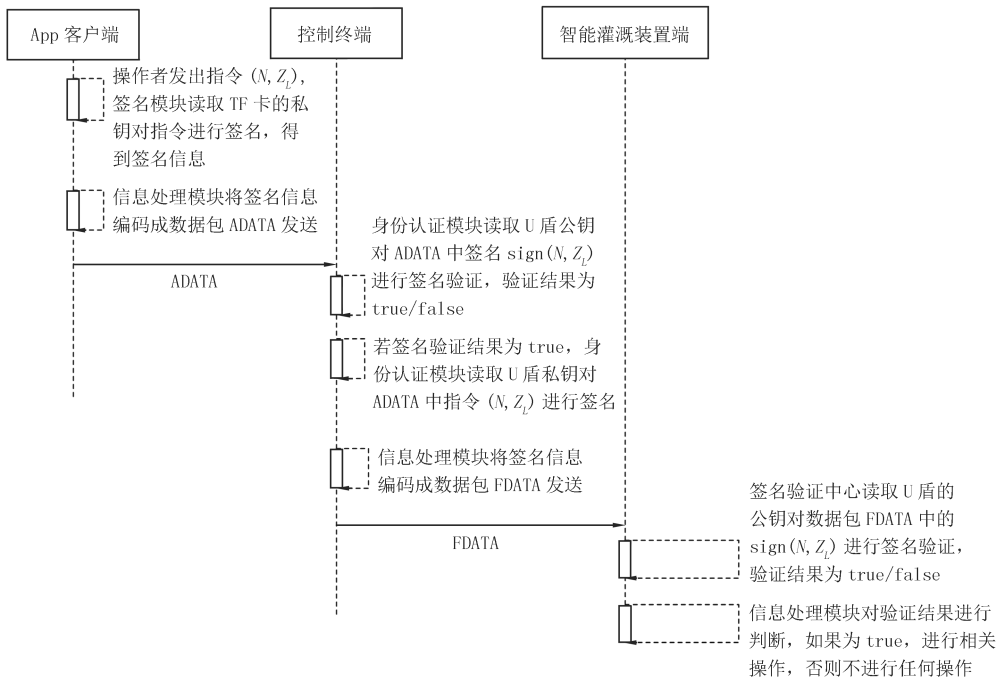 App 客户端
控制终端
智能灌溉装置端
操作者发出指令 (N, Z_L),
签名模块读取 TF 卡的私
钥对指令进行签名，得
到签名信息
信息处理模块将签名信息
编码成数据包 ADATA 发送
ADATA
身份认证模块读取 U 盾公钥
对 ADATA 中签名 sign(N, Z_L)
进行签名验证，验证结果为
true/false
若签名验证结果为 true，身
份认证模块读取 U 盾私钥对
ADATA 中指令 (N, Z_L) 进行签名
信息处理模块将签名信息
编码成数据包 FDATA 发送
FDATA
签名验证中心读取 U 盾的
公钥对数据包 FDATA 中的
sign(N, Z_L) 进行签名验证，
验证结果为 true/false
信息处理模块对验证结果进行
判断，如果为 true，进行相关
操作，否则不进行任何操作